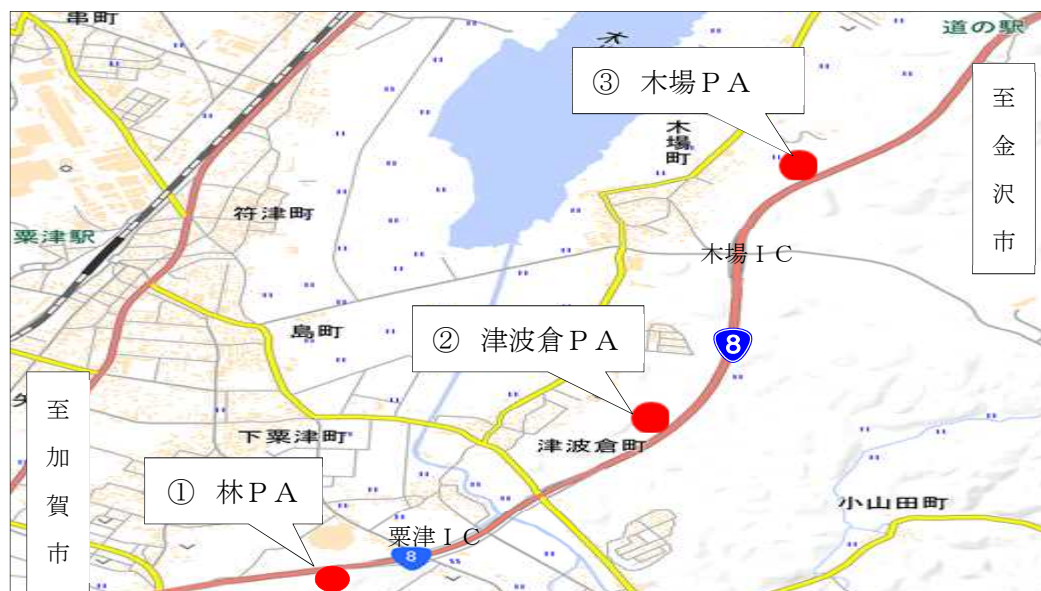 串町
道の駅
③ 木場PA
至金沢市
木場町
符津町
粟津駅
木場IC
島町
② 津波倉PA
8
至加賀市
下粟津町
津波倉町
① 林PA
小山田町
粟津IC
8